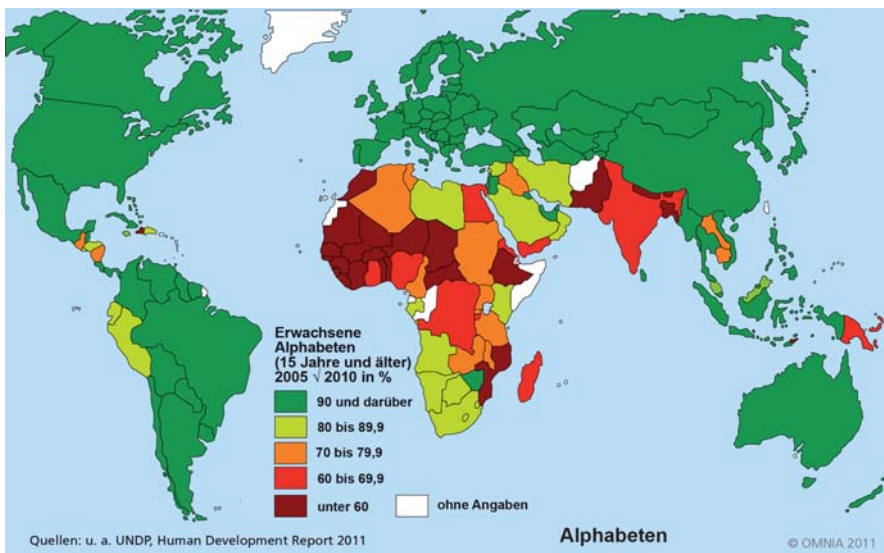 Erwachsene
Alphabeten
(15 Jahre und älter)
2005 √ 2010 in %
90 und darüber
80 bis 89,9
70 bis 79,9
60 bis 69,9
unter 60
ohne Angaben
Quellen: u. a. UNDP, Human Development Report 2011
Alphabeten
© OMNIA 2011